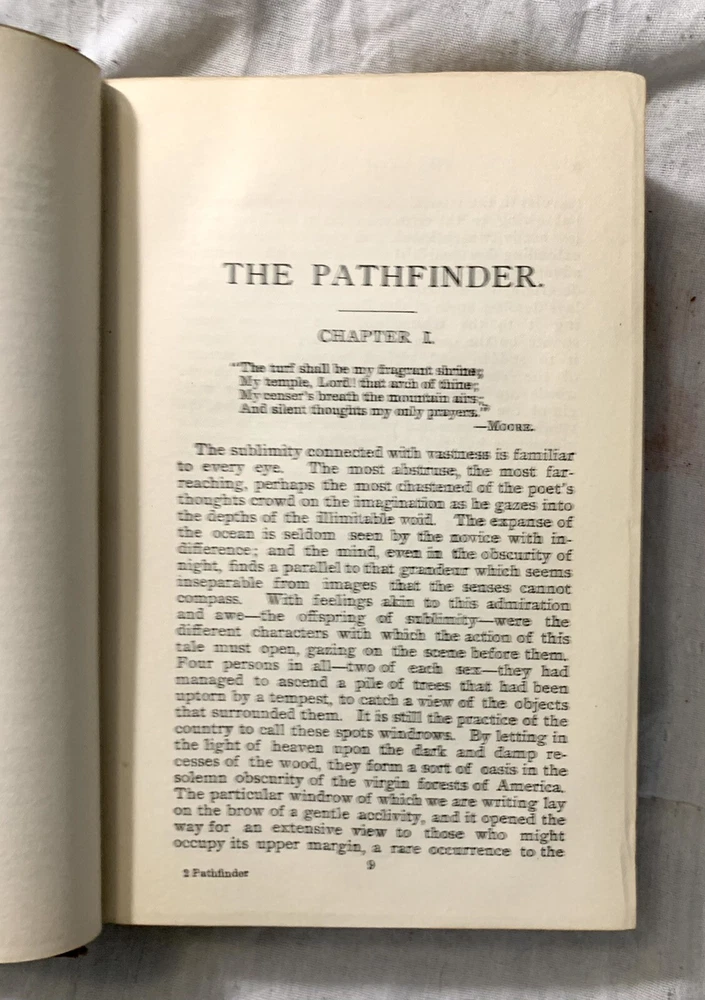 THE PATHFINDER.
CHAPTER I.
"The turf shall be my fragrant shrine;
My temple, Lord! that arch of thine;
My censer's breath the mountain airs;
And silent thoughts my only prayers."
—MOORE.
The sublimity connected with vastness is familiar
to every eye. The most abstruse, the most far-
reaching, perhaps the most chastened of the poet's
thoughts crowd on the imagination as he gazes into
the depths of the illimitable void. The expanse of
the ocean is seldom seen by the novice with in-
difference; and the mind, even in the obscurity of
night, finds a parallel to that grandeur which seems
inseparable from images that the senses cannot
compass. With feelings akin to this admiration
and awe—the offspring of sublimity—were the
different characters with which the action of this
tale must open, gazing on the scene before them.
Four persons in all—two of each sex—they had
managed to ascend a pile of trees that had been
uptorn by a tempest, to catch a view of the objects
that surrounded them. It is still the practice of the
country to call these spots windrows. By letting in
the light of heaven upon the dark and damp re-
cesses of the wood, they form a sort of oasis in the
solemn obscurity of the virgin forests of America.
The particular windrow of which we are writing lay
on the brow of a gentle acclivity, and it opened the
way for an extensive view to those who might
occupy its upper margin, a rare occurrence to the
9
2 Pathfinder